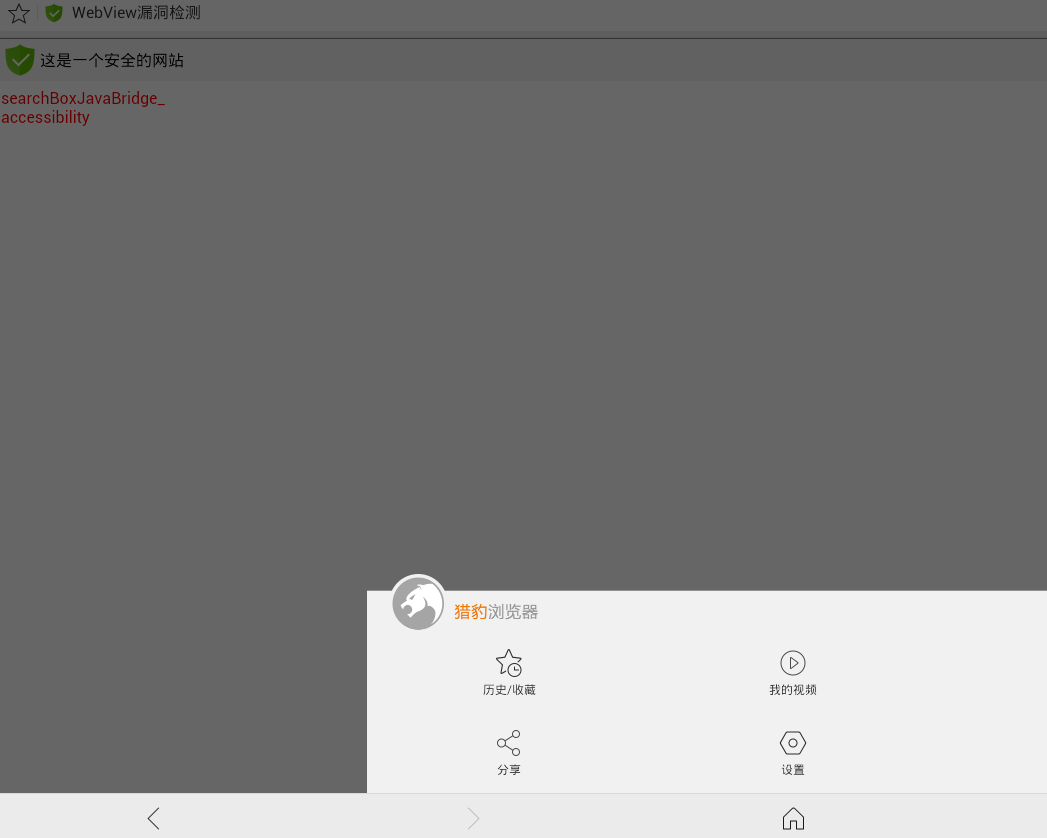 WebView漏洞检测
这是一个安全的网站
searchBoxJavaBridge_
accessibility
猎豹浏览器
历史/收藏
我的视频
分享
设置